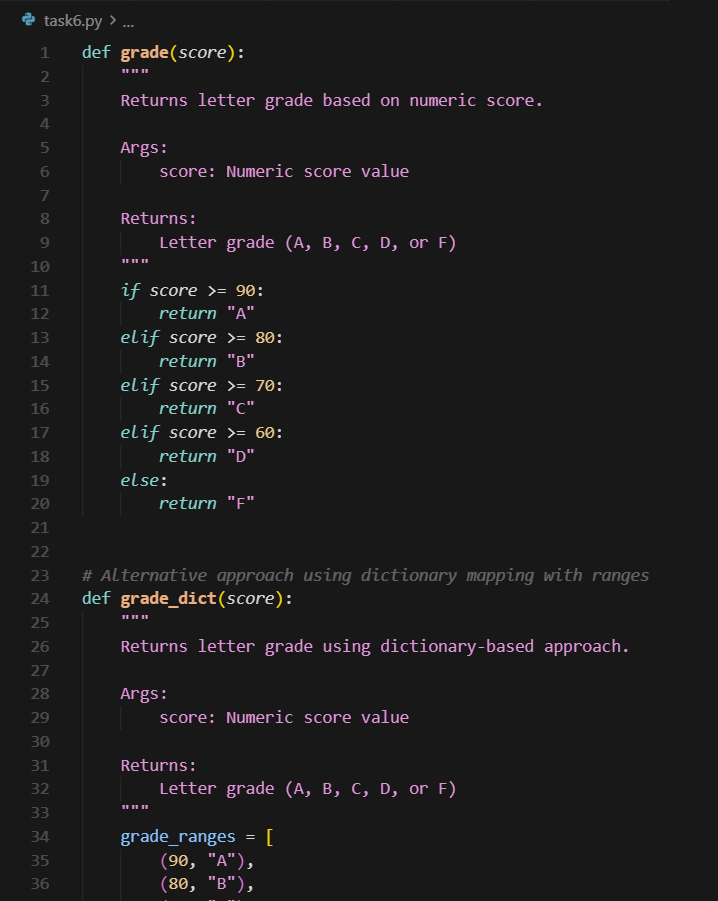 task6.py > ...
1 def grade(score):
2     """
3     Returns letter grade based on numeric score.
4
5     Args:
6         score: Numeric score value
7
8     Returns:
9         Letter grade (A, B, C, D, or F)
10     """
11     if score >= 90:
12         return "A"
13     elif score >= 80:
14         return "B"
15     elif score >= 70:
16         return "C"
17     elif score >= 60:
18         return "D"
19     else:
20         return "F"
21
22
23 # Alternative approach using dictionary mapping with ranges
24 def grade_dict(score):
25     """
26     Returns letter grade using dictionary-based approach.
27
28     Args:
29         score: Numeric score value
30
31     Returns:
32         Letter grade (A, B, C, D, or F)
33     """
34     grade_ranges = [
35         (90, "A"),
36         (80, "B"),